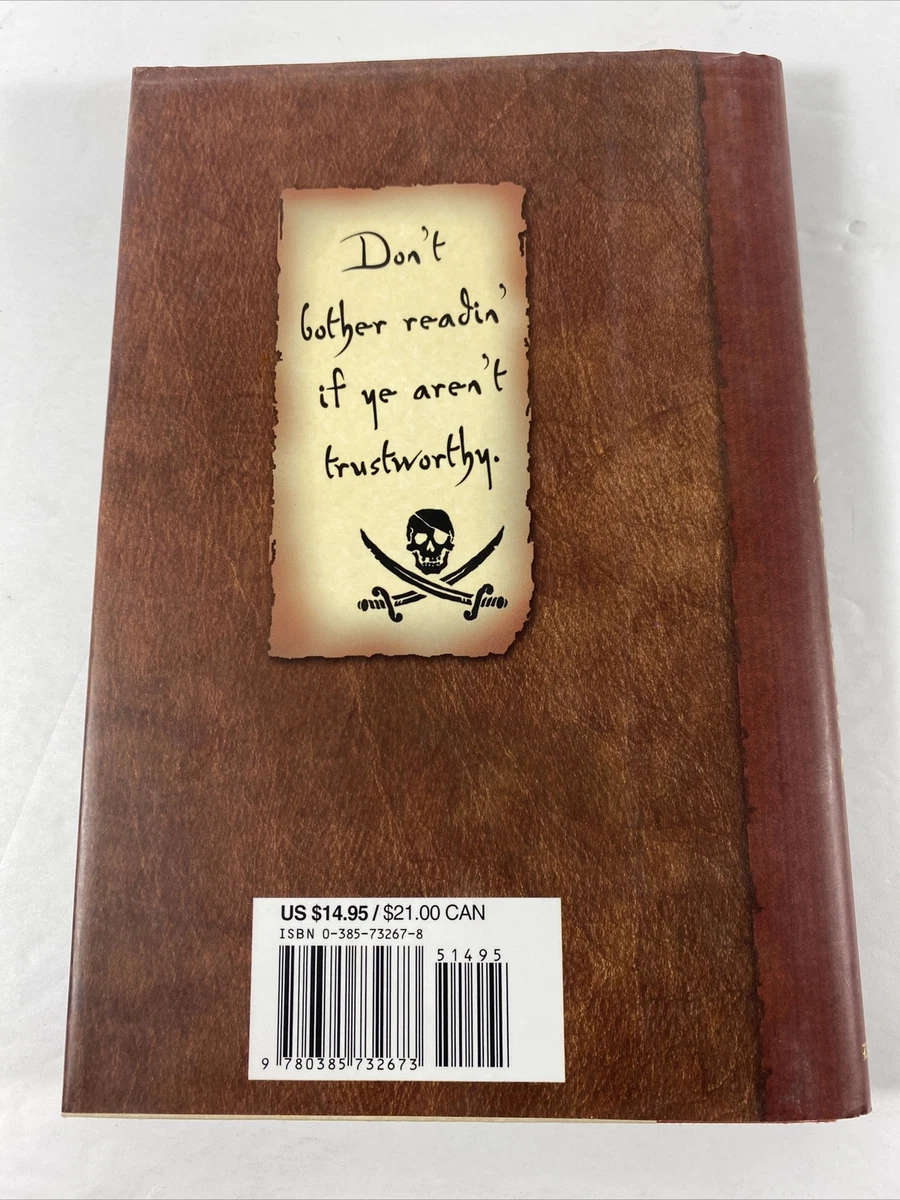 Don't
bother readin'
if ye aren't
trustworthy.
US $14.95 / $21.00 CAN
ISBN 0-385-73267-8
51495
9 780385 732673